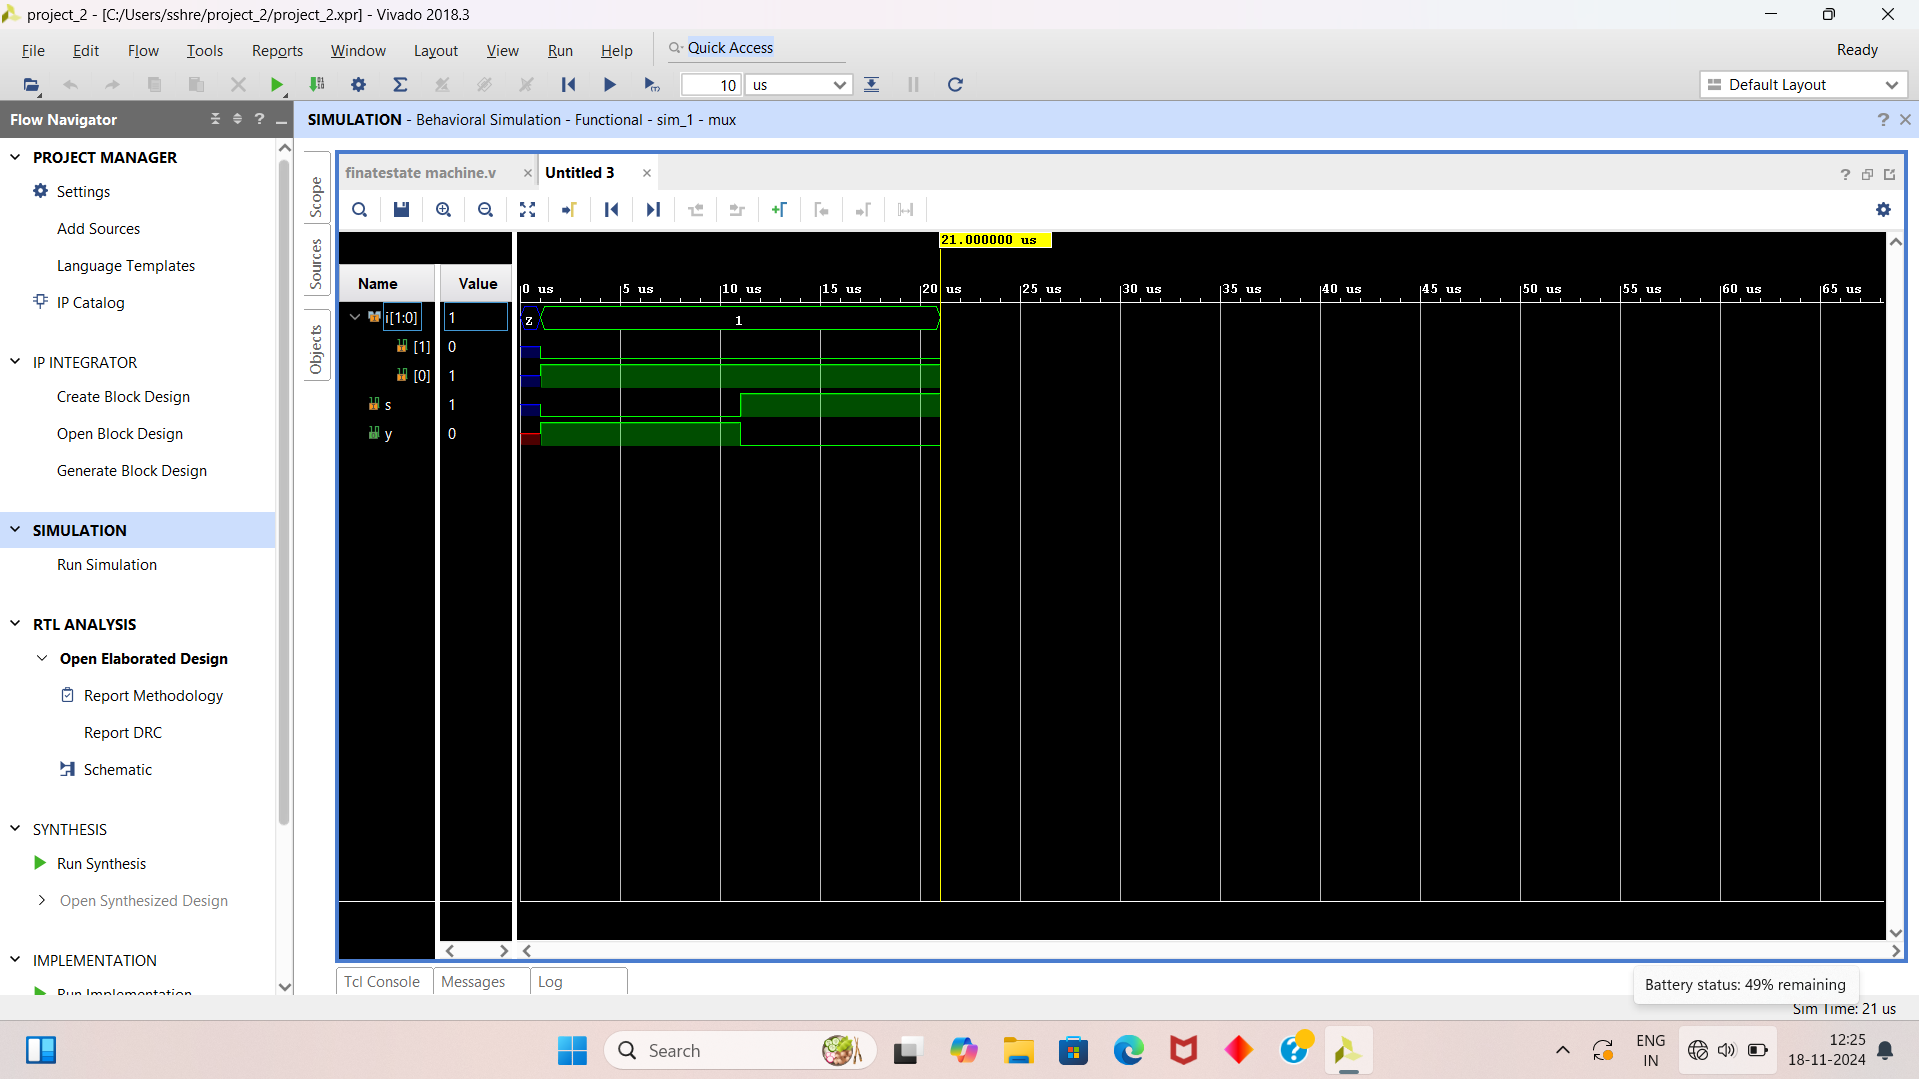 project_2 - [C:/Users/sshre/project_2/project_2.xpr] - Vivado 2018.3
File Edit Flow Tools Reports Window Layout View Run Help Quick Access
Ready
10 us
Default Layout
Flow Navigator
SIMULATION - Behavioral Simulation - Functional - sim_1 - mux
PROJECT MANAGER
Settings
Add Sources
Language Templates
IP Catalog
IP INTEGRATOR
Create Block Design
Open Block Design
Generate Block Design
SIMULATION
Run Simulation
RTL ANALYSIS
Open Elaborated Design
Report Methodology
Report DRC
Schematic
SYNTHESIS
Run Synthesis
Open Synthesized Design
IMPLEMENTATION
Run Implementation
Scope
Sources
Objects
finatestate machine.v
Untitled 3
21.000000 us
Name Value
0 us 5 us 10 us 15 us 20 us 25 us 30 us 35 us 40 us 45 us 50 us 55 us 60 us 65 us
i[1:0] 1 Z 1
[1] 0
[0] 1
s 1
y 0
Tcl Console Messages Log
Battery status: 49% remaining
Sim Time: 21 us
Search
ENG
IN
12:25
18-11-2024